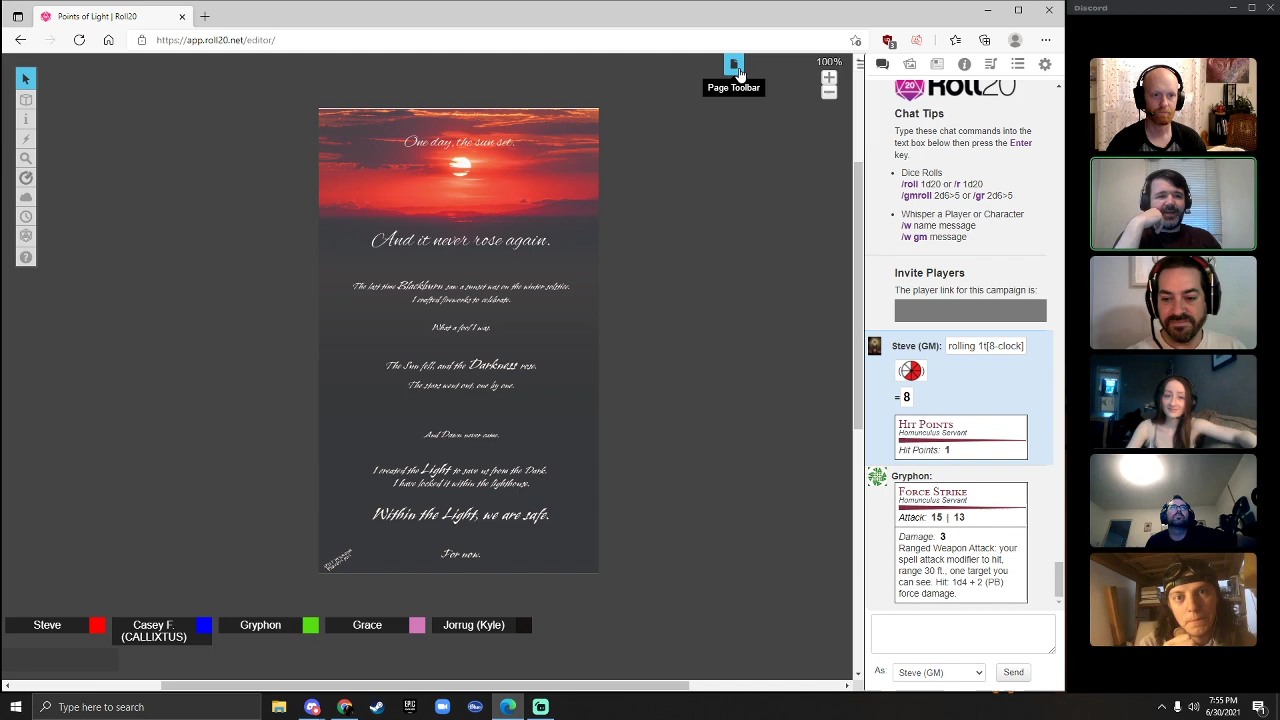 Points of Light | Roll20
Discord
https://app.roll20.net/editor/
3
100%
Page Toolbar
One day, the sun set.
And it never rose again.
The last time Blackburn saw a sunset was on the winter solstice.
I crafted fireworks to celebrate.
What a fool I was.
The Sun fell, and the Darkness rose.
The stars went out, one by one.
And Dawn never came.
I created the Light to save us from the Dark.
I have locked it within the lighthouse.
Within the Light, we are safe.
For now.
Steve
Casey F.
(CALLIXTUS)
Gryphon
Grace
Jorrug (Kyle)
20
Roll20
Chat Tips
Type these chat commands into the
text box below then press the Enter
key.
Dice Rolls
/roll 1d20 or /r 1d20
/gmroll 2d6>5 or /gr 2d6>5
Whisper a Player or Character
/w name message
/w gm message
Invite Players
The player link for this campaign is:
Steve (GM): rolling 1t[8-clock]
= 8
HIT POINTS
Homunculus Servant
Hit Points: 1
Gryphon:
FORCE STRIKE
Homunculus Servant
Attack: 15 | 13
Damage: 3
Ranged Weapon Attack: your
spell attack modifier to hit,
range 30 ft., one target you
can see. Hit: 1d4 + 2 (PB)
force damage.
As: Steve (GM) Send
Type here to search
EPIC
7:55 PM
6/30/2021
1